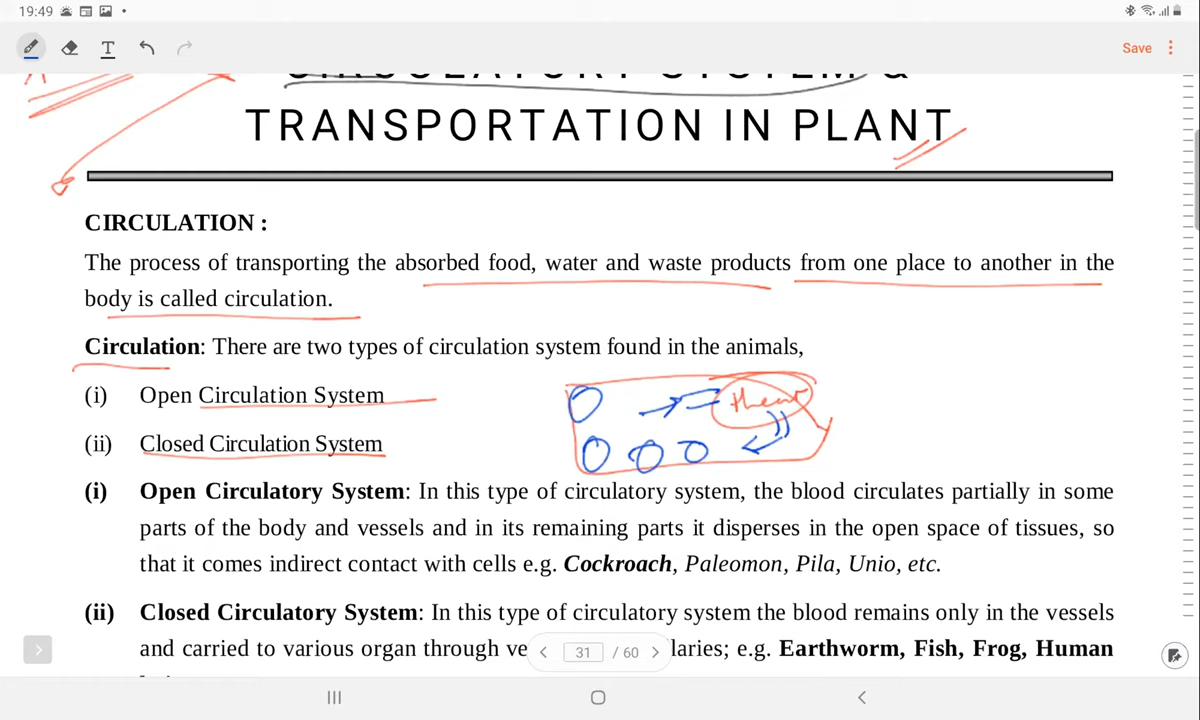 19:49
T
Save
CIRCULATORY SYSTEM &
TRANSPORTATION IN PLANT
CIRCULATION :
The process of transporting the absorbed food, water and waste products from one place to another in the
body is called circulation.
Circulation: There are two types of circulation system found in the animals,
(i) Open Circulation System
(ii) Closed Circulation System
(i) Open Circulatory System: In this type of circulatory system, the blood circulates partially in some
parts of the body and vessels and in its remaining parts it disperses in the open space of tissues, so
that it comes indirect contact with cells e.g. Cockroach, Paleomon, Pila, Unio, etc.
(ii) Closed Circulatory System: In this type of circulatory system the blood remains only in the vessels
and carried to various organ through ve laries; e.g. Earthworm, Fish, Frog, Human
31 / 60